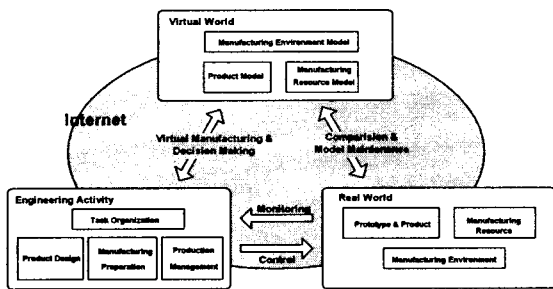 Virtual World
Manufacturing Environment Model
Product Model
Manufacturing
Resource Model
Internet
Virtual Manufacturing &
Decision Making
Comparision &
Model Maintenance
Engineering Activity
Task Organization
Product Design
Manufacturing
Preparation
Production
Management
Monitoring
Control
Real World
Prototype & Product
Manufacturing
Resource
Manufacturing Environment